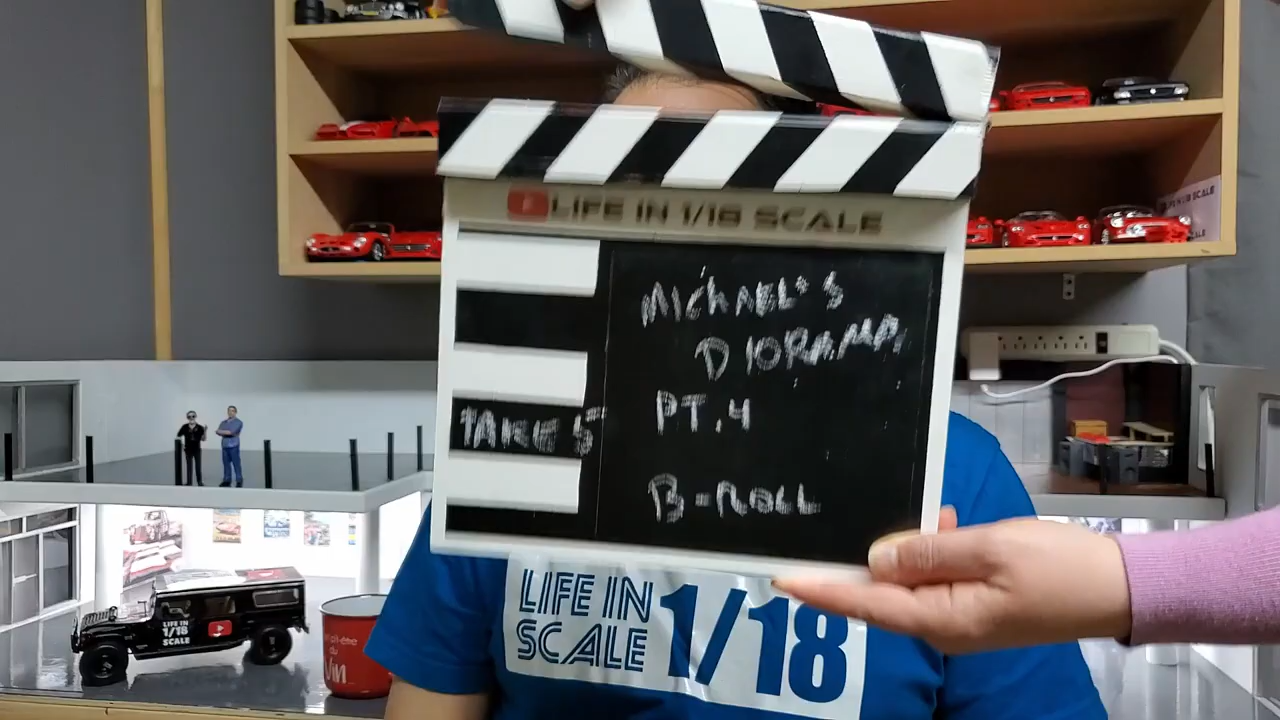 LIFE IN 1/18 SCALE
MICHAEL'S
DIORAMA
PT.4
TAKE 5
B-ROLL
LIFE IN
SCALE
1/18
LIFE IN
1/18
SCALE